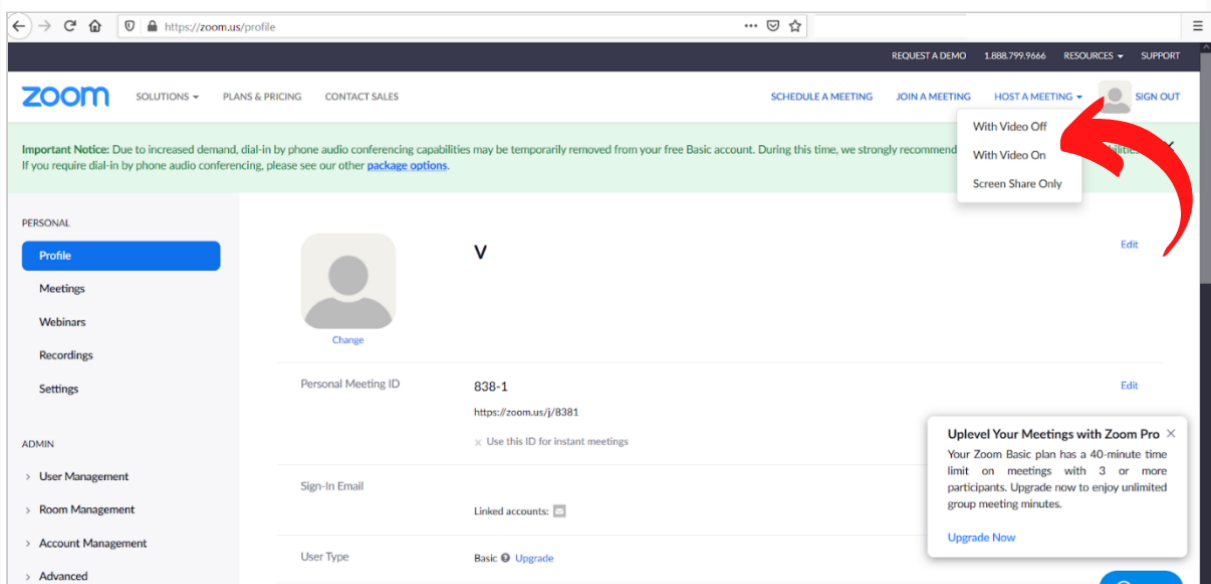 https://zoom.us/profile
REQUEST A DEMO 1.888.799.9666 RESOURCES SUPPORT
zoom SOLUTIONS PLANS & PRICING CONTACT SALES SCHEDULE A MEETING JOIN A MEETING HOST A MEETING SIGN OUT
With Video Off
With Video On
Screen Share Only
Important Notice: Due to increased demand, dial-in by phone audio conferencing capabilities may be temporarily removed from your free Basic account. During this time, we strongly recommend
If you require dial-in by phone audio conferencing, please see our other package options.
PERSONAL
Profile
Meetings
Webinars
Recordings
Settings
ADMIN
User Management
Room Management
Account Management
Advanced
V
Edit
Change
Personal Meeting ID 838-1 Edit
https://zoom.us/j/8381
× Use this ID for instant meetings
Sign-In Email
Linked accounts:
User Type Basic Upgrade
Uplevel Your Meetings with Zoom Pro ×
Your Zoom Basic plan has a 40-minute time
limit on meetings with 3 or more
participants. Upgrade now to enjoy unlimited
group meeting minutes.
Upgrade Now